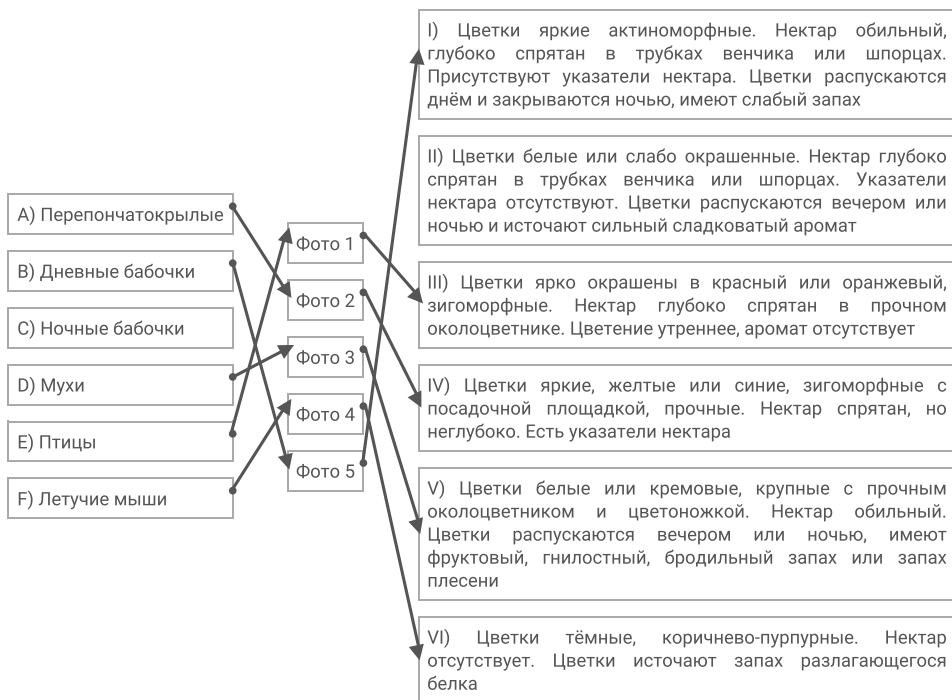 A) Перепончатокрылые
B) Дневные бабочки
C) Ночные бабочки
D) Мухи
E) Птицы
F) Летучие мыши
Фото 1
Фото 2
Фото 3
Фото 4
Фото 5
I) Цветки яркие актиноморфные. Нектар обильный,
глубоко спрятан в трубках венчика или шпорцах.
Присутствуют указатели нектара. Цветки распускаются
днём и закрываются ночью, имеют слабый запах
II) Цветки белые или слабо окрашенные. Нектар глубоко
спрятан в трубках венчика или шпорцах. Указатели
нектара отсутствуют. Цветки распускаются вечером или
ночью и источают сильный сладковатый аромат
III) Цветки ярко окрашены в красный или оранжевый,
зигоморфные. Нектар глубоко спрятан в прочном
околоцветнике. Цветение утреннее, аромат отсутствует
IV) Цветки яркие, желтые или синие, зигоморфные с
посадочной площадкой, прочные. Нектар спрятан, но
неглубоко. Есть указатели нектара
V) Цветки белые или кремовые, крупные с прочным
околоцветником и цветоножкой. Нектар обильный.
Цветки распускаются вечером или ночью, имеют
фруктовый, гнилостный, бродильный запах или запах
плесени
VI) Цветки тёмные, коричнево-пурпурные. Нектар
отсутствует. Цветки источают запах разлагающегося
белка